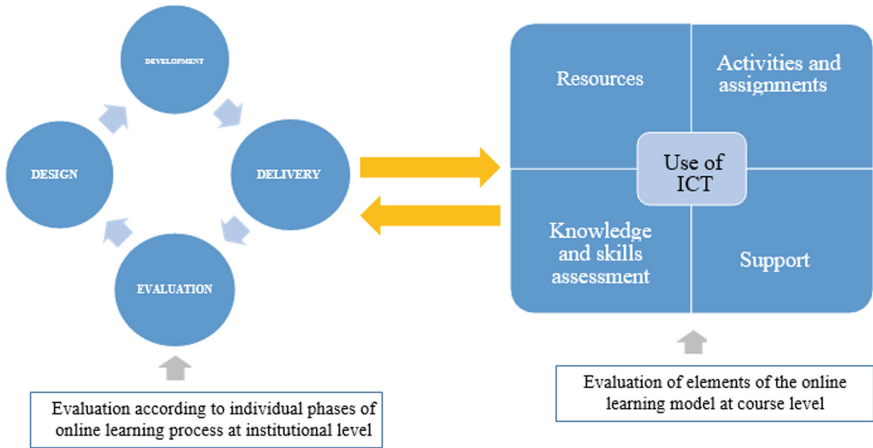 DEVELOPMENT
DESIGN
DELIVERY
EVALUATION
Evaluation according to individual phases of
online learning process at institutional level
Resources
Activities and
assignments
Use of
ICT
Knowledge
and skills
assessment
Support
Evaluation of elements of the online
learning model at course level